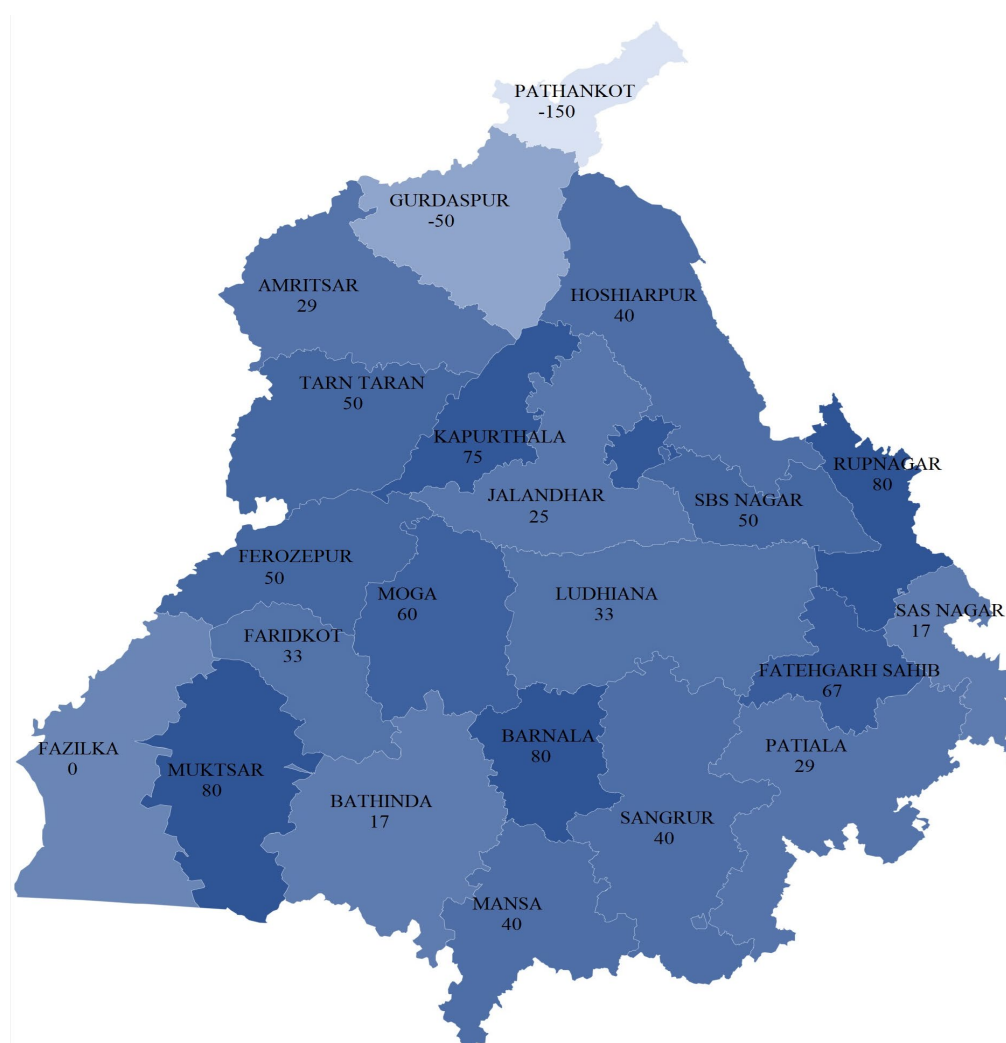 PATHANKOT
-150
GURDASPUR
-50
AMRITSAR
29
HOSHIARPUR
40
TARN TARAN
50
KAPURTHALA
75
RUPNAGAR
80
JALANDHAR
25
SBS NAGAR
50
FEROZEPUR
50
MOGA
60
LUDHIANA
33
SAS NAGAR
17
FARIDKOT
33
FATEHGARH SAHIB
67
FAZILKA
0
BARNALA
80
PATIALA
29
MUKTSAR
80
BATHINDA
17
SANGRUR
40
MANSA
40